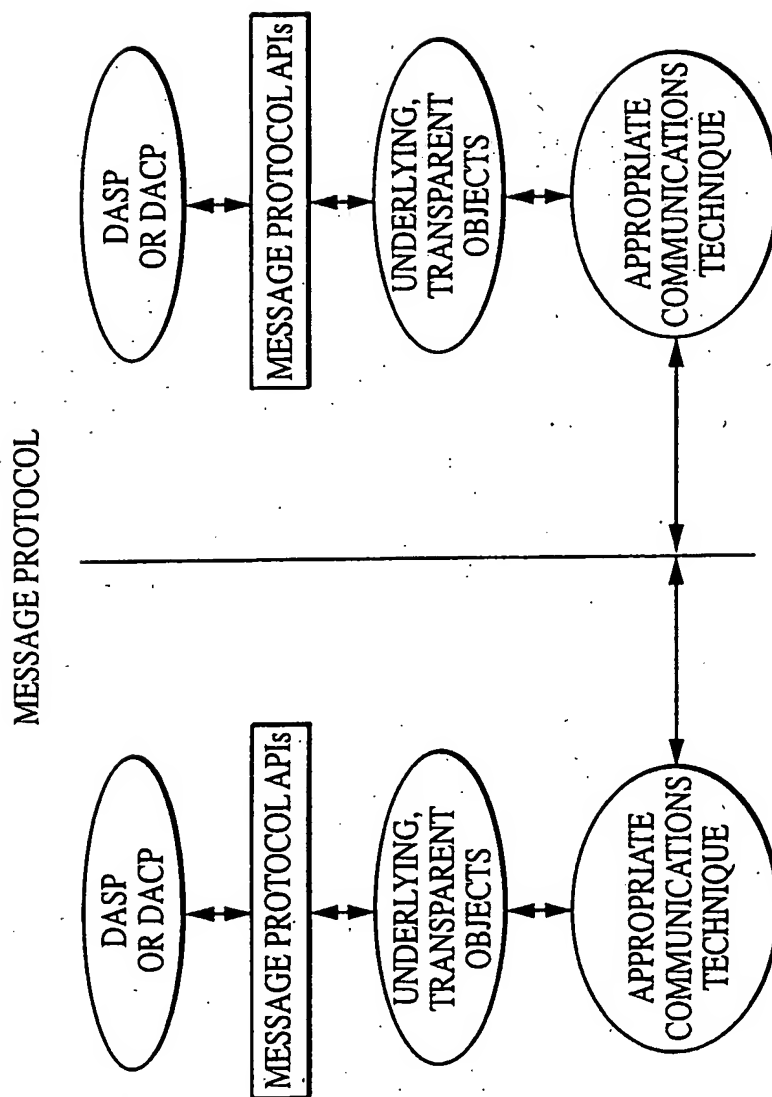 MESSAGE PROTOCOL
DASP
OR DACP
MESSAGE PROTOCOL APIs
UNDERLYING,
TRANSPARENT
OBJECTS
APPROPRIATE
COMMUNICATIONS
TECHNIQUE
DASP
OR DACP
MESSAGE PROTOCOL APIs
UNDERLYING,
TRANSPARENT
OBJECTS
APPROPRIATE
COMMUNICATIONS
TECHNIQUE